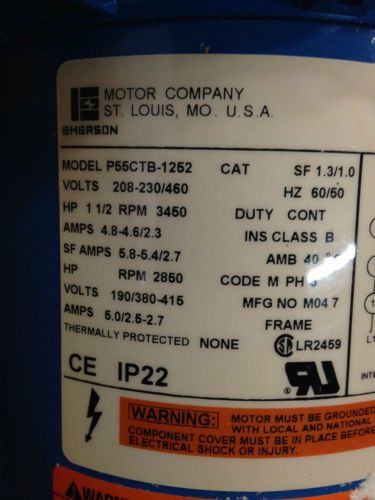 MOTOR COMPANY
ST. LOUIS, MO. U.S.A.
EMERSON
MODEL P55CTB-1252 CAT SF 1.3/1.0
VOLTS 208-230/460 HZ 60/50
HP 1 1/2 RPM 3450 DUTY CONT
AMPS 4.8-4.6/2.3 INS CLASS B
SF AMPS 5.8-5.4/2.7 AMB 40
HP RPM 2850 CODE M PH 3
VOLTS 190/380-415 MFG NO M04 7
AMPS 5.0/2.5-2.7 FRAME
THERMALLY PROTECTED NONE LR2459
CE IP22
WARNING: MOTOR MUST BE GROUNDED
WITH LOCAL AND NATIONAL
COMPONENT COVER MUST BE IN PLACE BEFORE
ELECTRICAL SHOCK OR INJURY.
WARNING